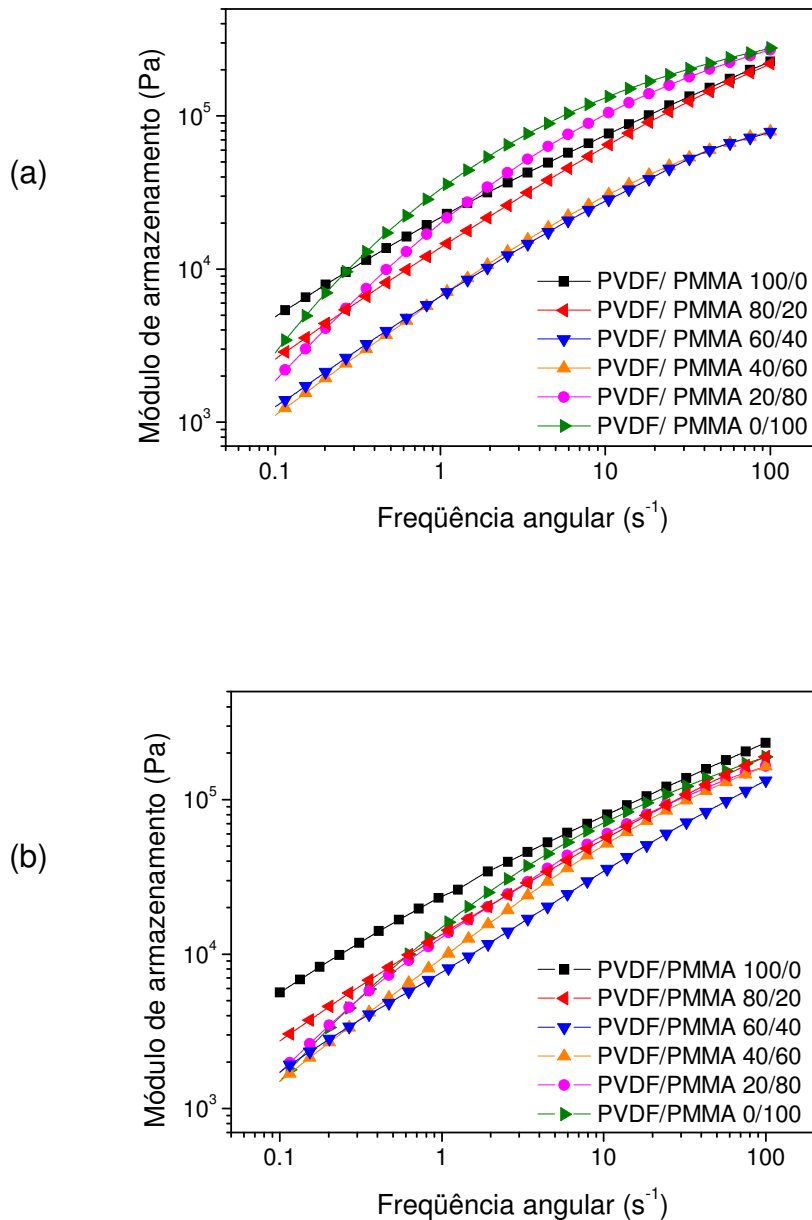 (a)
Módulo de armazenamento (Pa)
10^5
10^4
10^3
PVDF/ PMMA 100/0
PVDF/ PMMA 80/20
PVDF/ PMMA 60/40
PVDF/ PMMA 40/60
PVDF/ PMMA 20/80
PVDF/ PMMA 0/100
0.1 1 10 100
Freqüência angular (s^-1)
(b)
Módulo de armazenamento (Pa)
10^5
10^4
10^3
PVDF/PMMA 100/0
PVDF/PMMA 80/20
PVDF/PMMA 60/40
PVDF/PMMA 40/60
PVDF/PMMA 20/80
PVDF/PMMA 0/100
0.1 1 10 100
Freqüência angular (s^-1)